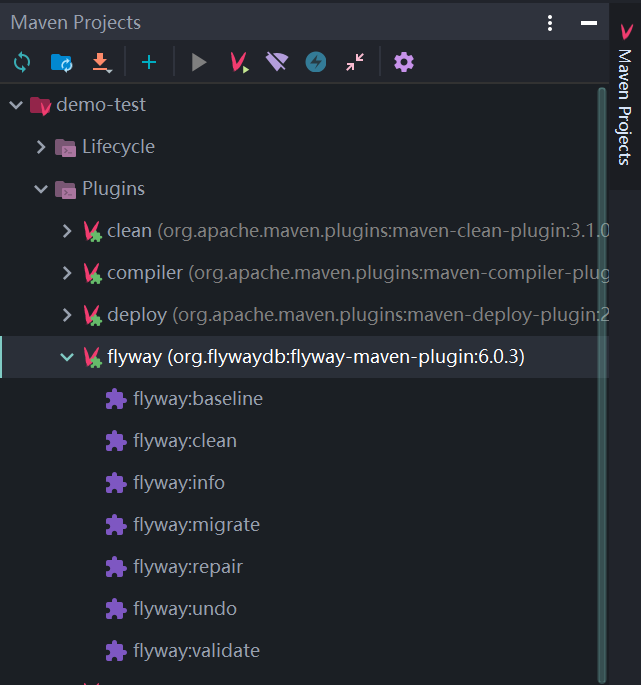 Maven Projects
demo-test
Lifecycle
Plugins
clean (org.apache.maven.plugins:maven-clean-plugin:3.1.0
compiler (org.apache.maven.plugins:maven-compiler-plug
deploy (org.apache.maven.plugins:maven-deploy-plugin:2
flyway (org.flywaydb:flyway-maven-plugin:6.0.3)
flyway:baseline
flyway:clean
flyway:info
flyway:migrate
flyway:repair
flyway:undo
flyway:validate
Maven Projects